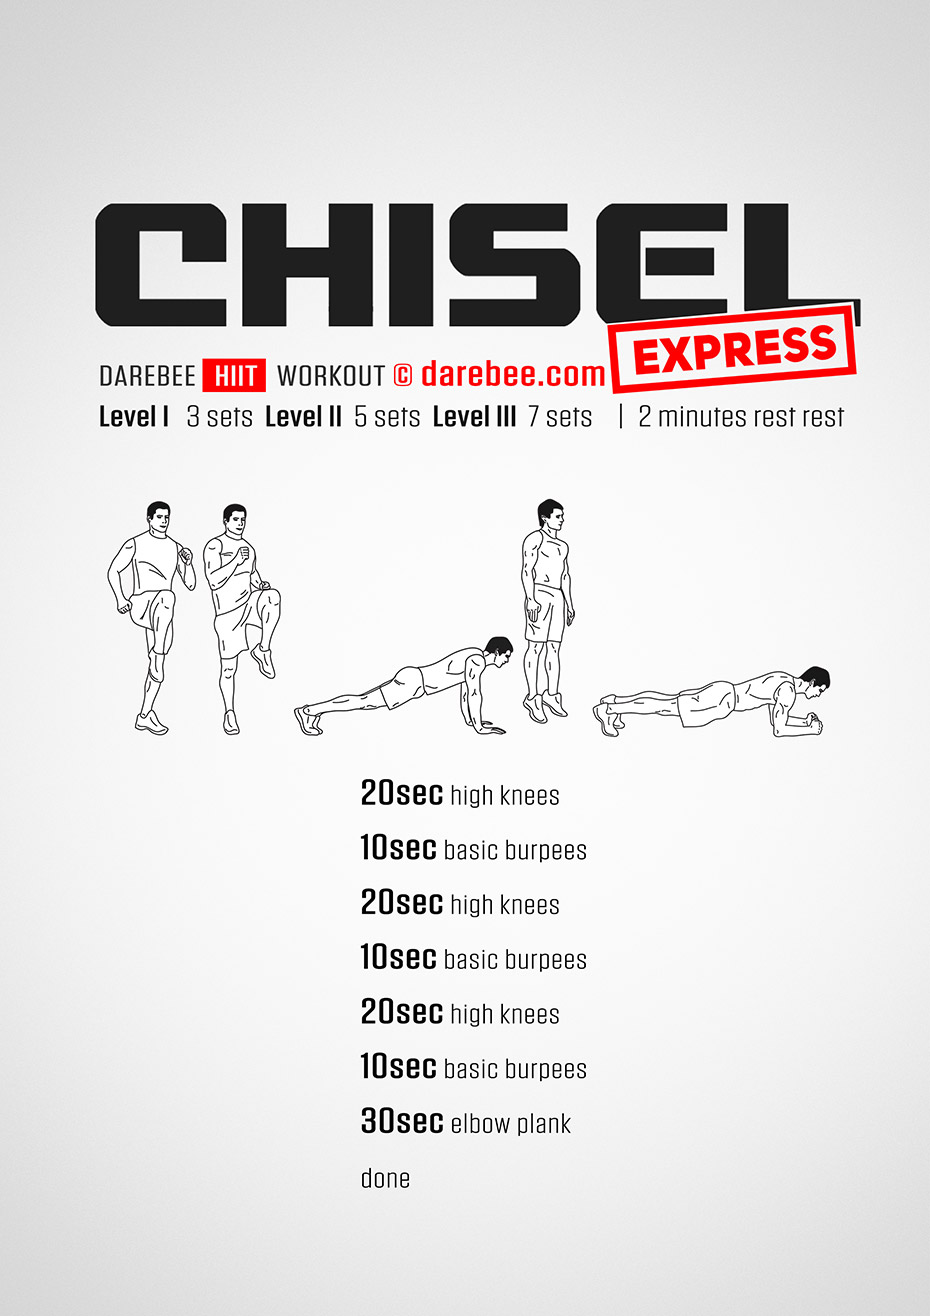 CHISEL
EXPRESS
DAREBEE HIIT WORKOUT © darebee.com
Level I 3 sets Level II 5 sets Level III 7 sets | 2 minutes rest rest
20sec high knees
10sec basic burpees
20sec high knees
10sec basic burpees
20sec high knees
10sec basic burpees
30sec elbow plank
done